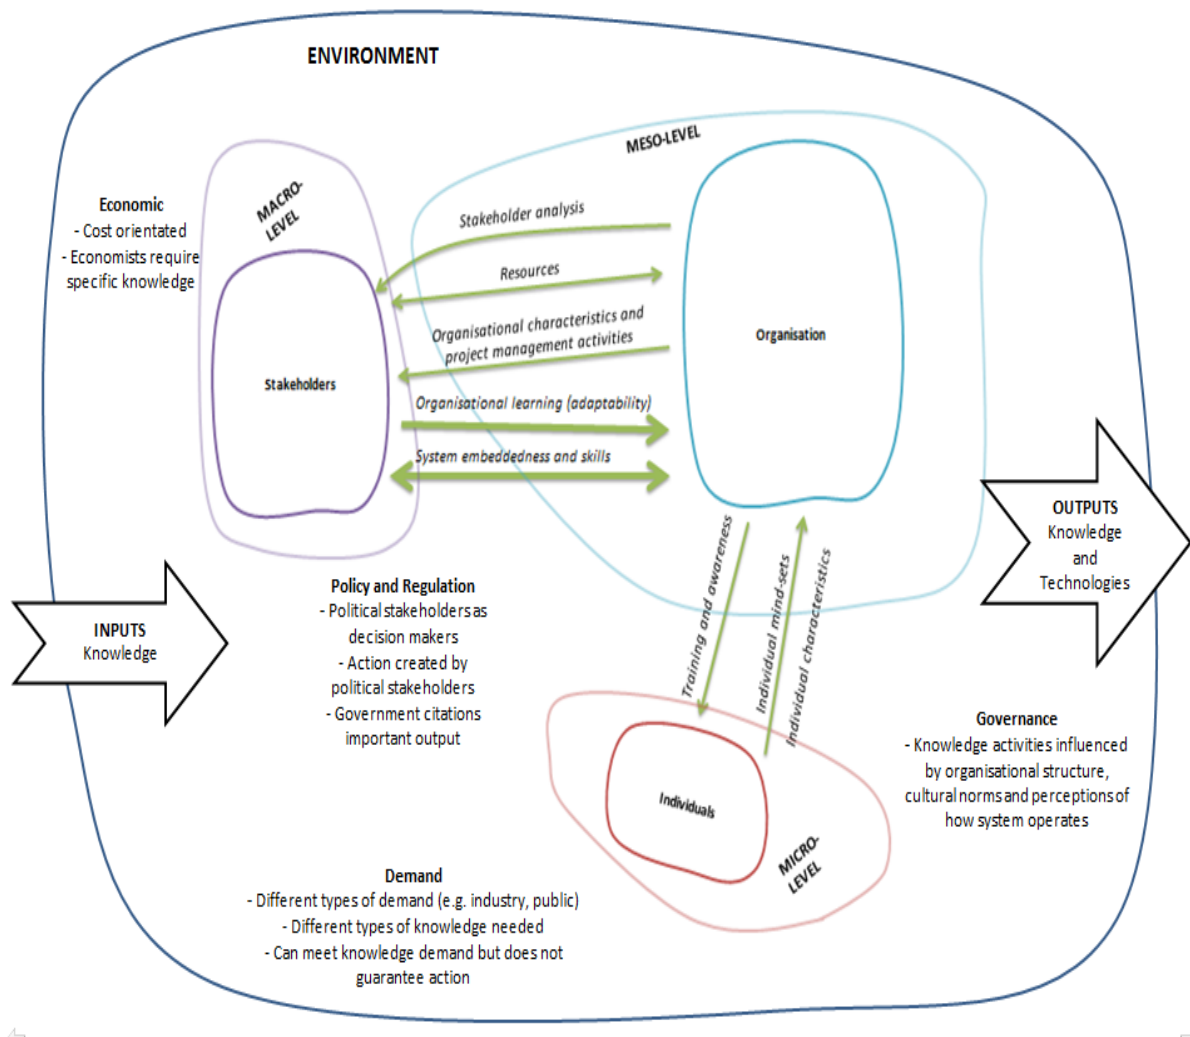 ENVIRONMENT
MESO-LEVEL
MACRO-
LEVEL
Economic
- Cost orientated
- Economists require
specific knowledge
Stakeholder analysis
Resources
Organisational characteristics and
project management activities
Organisation
Stakeholders
Organisational learning (adaptability)
System embeddedness and skills
OUTPUTS
Knowledge
and
Technologies
Training and awareness
Individual mind-sets
Individual characteristics
Policy and Regulation
- Political stakeholders as
decision makers
- Action created by
political stakeholders
- Government citations
important output
INPUTS
Knowledge
Governance
- Knowledge activities influenced
by organisational structure,
cultural norms and perceptions of
how system operates
Individuals
MICRO-
LEVEL
Demand
- Different types of demand (e.g. industry, public)
- Different types of knowledge needed
- Can meet knowledge demand but does not
guarantee action